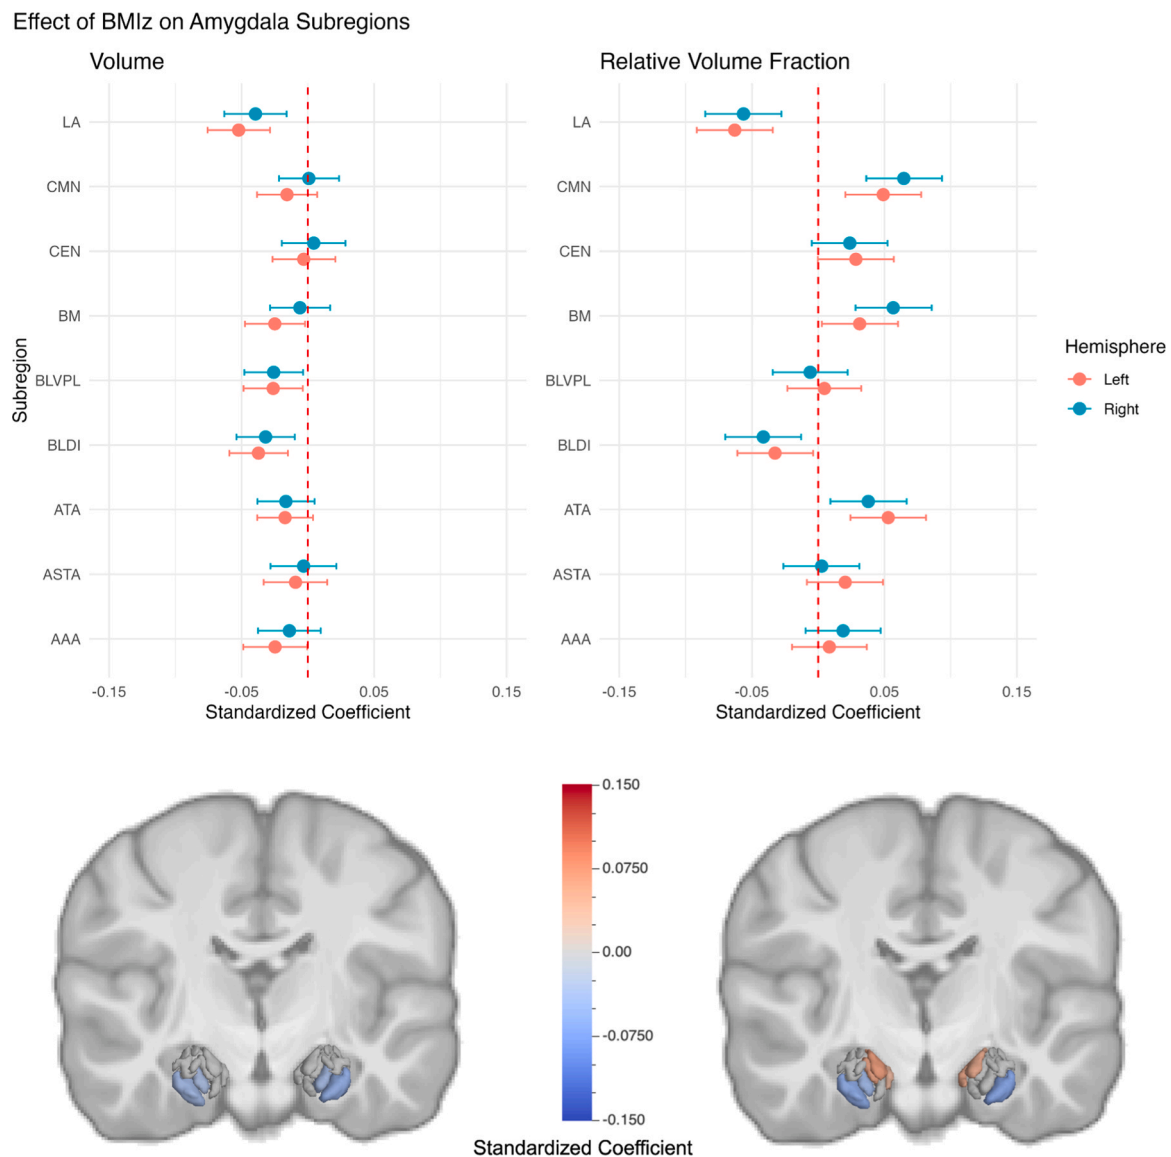 Effect of BMIz on Amygdala Subregions
Volume
Relative Volume Fraction
Subregion
LA
CMN
CEN
BM
BLVPL
BLDI
ATA
ASTA
AAA
-0.15
-0.05
0.05
0.15
Standardized Coefficient
LA
CMN
CEN
BM
BLVPL
BLDI
ATA
ASTA
AAA
-0.15
-0.05
0.05
0.15
Standardized Coefficient
Hemisphere
Left
Right
0.150
0.0750
0.00
-0.0750
-0.150
Standardized Coefficient